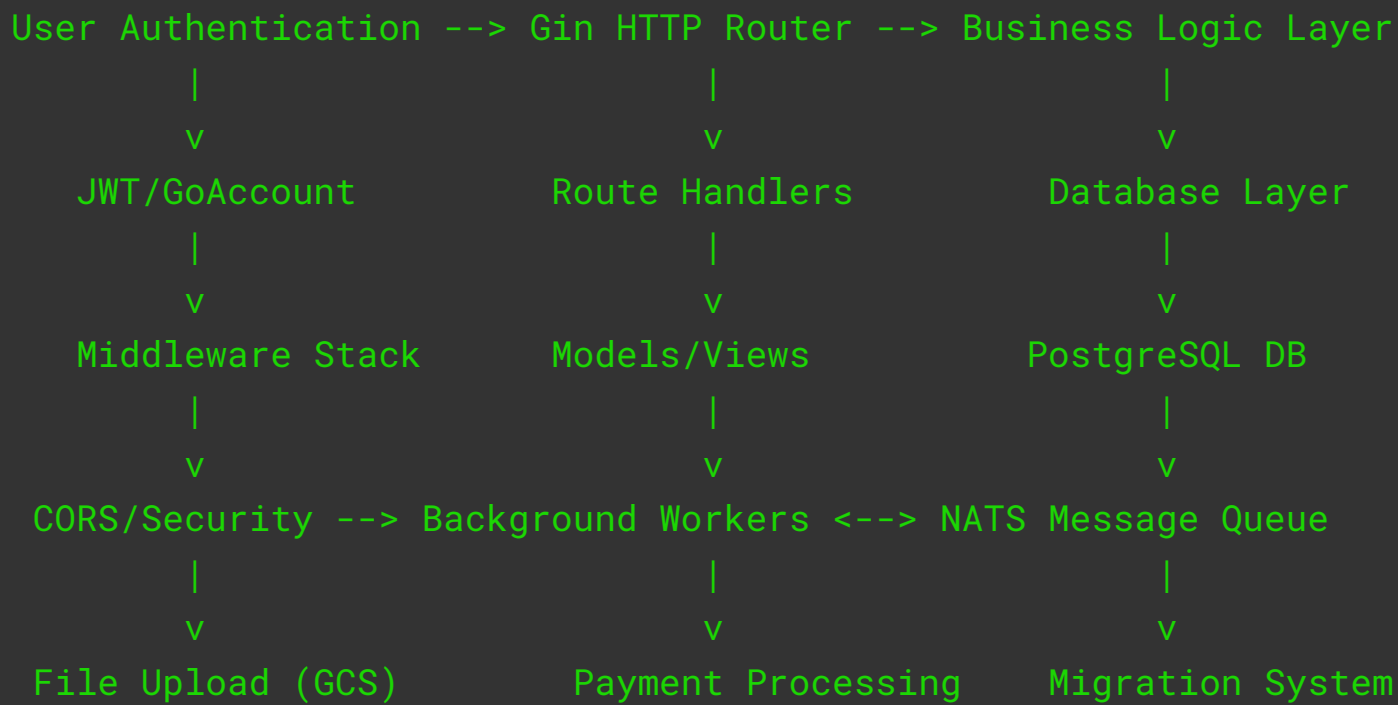 User Authentication --> Gin HTTP Router --> Business Logic Layer
| | |
v v v
JWT/GoAccount Route Handlers Database Layer
| | |
v v v
Middleware Stack Models/Views PostgreSQL DB
| | |
v v v
CORS/Security --> Background Workers <--> NATS Message Queue
| | |
v v v
File Upload (GCS) Payment Processing Migration System